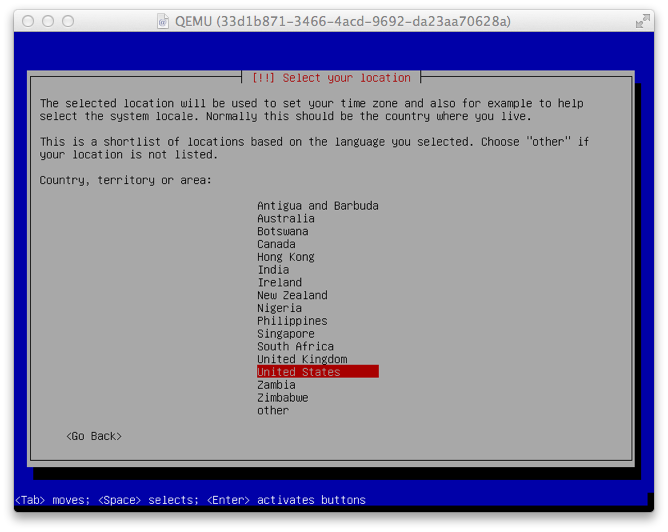 QEMU (33d1b871-3466-4acd-9692-da23aa70628a)
[!!] Select your location
The selected location will be used to set your time zone and also for example to help
select the system locale. Normally this should be the country where you live.
This is a shortlist of locations based on the language you selected. Choose "other" if
your location is not listed.
Country, territory or area:
Antigua and Barbuda
Australia
Botswana
Canada
Hong Kong
India
Ireland
New Zealand
Nigeria
Philippines
Singapore
South Africa
United Kingdom
United States
Zambia
Zimbabwe
other
<Go Back>
<Tab> moves; <Space> selects; <Enter> activates buttons